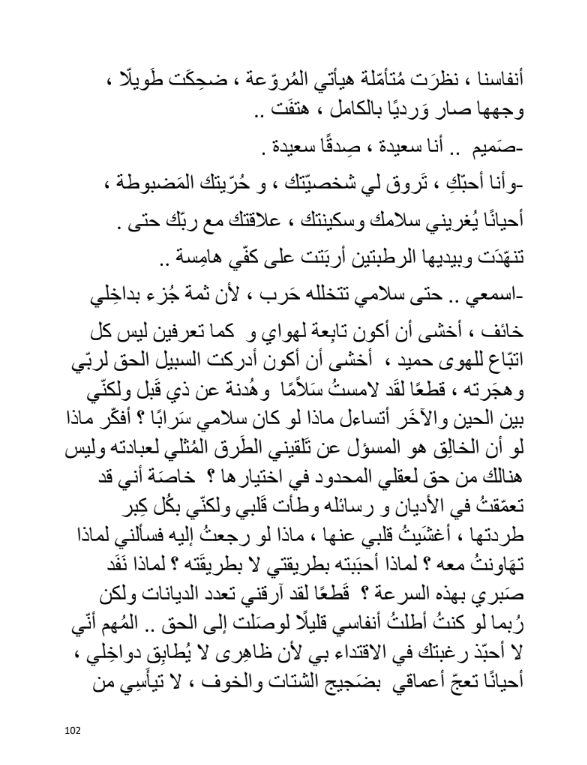 أنفاسنا ، نظرَت مُتأمّلة هيأتي المُروّعة ، ضحِكَت طَويلًا ،
وجهها صار وَرديًا بالكامل ، هتفَت ..
-صَميم .. أنا سعيدة ، صِدقًا سعيدة .
-وأنا أحبّكِ ، تَروق لي شخصيّتك ، و حُرّيتك المَضبوطة ،
أحيانًا يُغريني سلامك وسكينتك ، علاقتك مع ربّك حتى .
تنهّدَت وبيديها الرطبتين أربَتت على كفّي هامِسة ..
-اسمعي .. حتى سلامي تتخلله حَرب ، لأن ثمة جُزء بداخِلي
خائف ، أخشى أن أكون تابِعة لهواي و كما تعرفين ليس كل
اتبّاع للهوى حميد ، أخشى أن أكون أدركت السبيل الحق لربّي
وهجَرته ، قطعًا لقَد لامستُ سَلاًمًا وهُدنة عن ذي قَبل ولكنّي
بين الحين والآخَر أتساءل ماذا لو كان سلامي سَرابًا ؟ أفكّر ماذا
لو أن الخالِق هو المسؤل عن تَلقيني الطّرق المُثلي لعبادته وليس
هنالك من حق لعقلي المحدود في اختيارها ؟ خاصَة أني قد
تعمّقتُ في الأديان و رسائله وطأت قَلبي ولكنّي بكُل كِبر
طردتها ، أغشَيتُ قلبي عنها ، ماذا لو رجعتُ إليه فسألني لماذا
تهَاونتُ معه ؟ لماذا أحبَبته بطريقتي لا بطريقَته ؟ لماذا نَفَد
صَبري بهذه السرعة ؟ قَطعًا لقد آرقني تعدد الديانات ولكن
رُبما لو كنتُ أطلتُ أنفاسي قليلًا لوصَلت إلى الحق .. المُهم أنّي
لا أحبّذ رغبتك في الاقتداء بي لأن ظاهِرى لا يُطابِق دواخِلي ،
أحيانًا تعجّ أعماقي بضَجيج الشتات والخوف ، لا تيأَسِي من
102